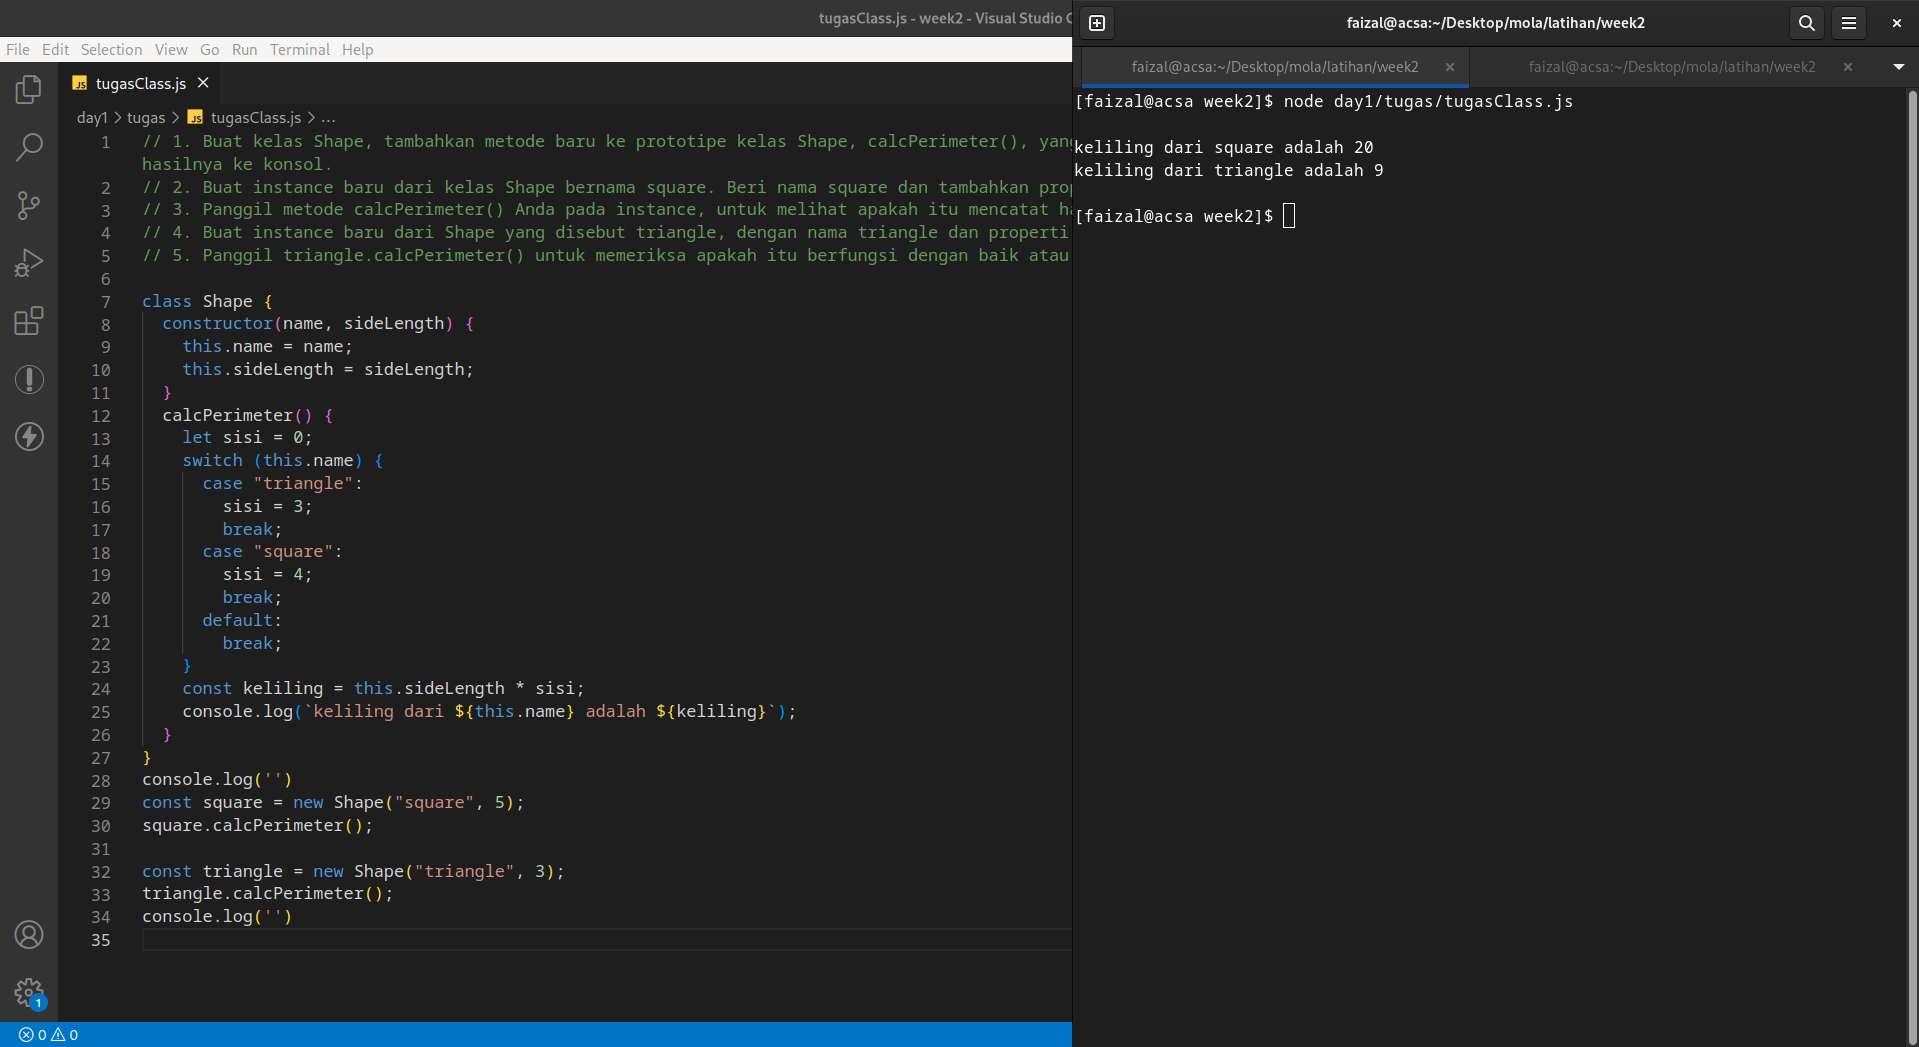 tugasClass.js - week2 - Visual Studio
File Edit Selection View Go Run Terminal Help
tugasClass.js
day1 > tugas > JS tugasClass.js > ...
1 // 1. Buat kelas Shape, tambahkan metode baru ke prototipe kelas Shape, calcPerimeter(),
hasilnya ke konsol.
2 // 2. Buat instance baru dari kelas Shape bernama square. Beri nama square dan tambahkan
3 // 3. Panggil metode calcPerimeter() Anda pada instance, untuk melihat apakah itu mencatat
4 // 4. Buat instance baru dari Shape yang disebut triangle, dengan nama triangle dan properti
5 // 5. Panggil triangle.calcPerimeter() untuk memeriksa apakah itu berfungsi dengan baik atau
6
7 class Shape {
8 constructor(name, sideLength) {
9 this.name = name;
10 this.sideLength = sideLength;
11 }
12 calcPerimeter() {
13 let sisi = 0;
14 switch (this.name) {
15 case "triangle":
16 sisi = 3;
17 break;
18 case "square":
19 sisi = 4;
20 break;
21 default:
22 break;
23 }
24 const keliling = this.sideLength * sisi;
25 console.log(`keliling dari ${this.name} adalah ${keliling}`);
26 }
27 }
28 console.log('')
29 const square = new Shape("square", 5);
30 square.calcPerimeter();
31
32 const triangle = new Shape("triangle", 3);
33 triangle.calcPerimeter();
34 console.log('')
35
1
0 0
faizal@acsa:~/Desktop/mola/latihan/week2
faizal@acsa:~/Desktop/mola/latihan/week2 faizal@acsa:~/Desktop/mola/latihan/week2
[faizal@acsa week2]$ node day1/tugas/tugasClass.js
keliling dari square adalah 20
keliling dari triangle adalah 9
[faizal@acsa week2]$